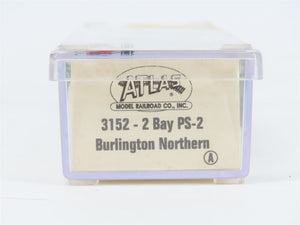 ATLAS
MODEL RAILROAD CO., INC.
3152 - 2 Bay PS-2
Burlington Northern
A